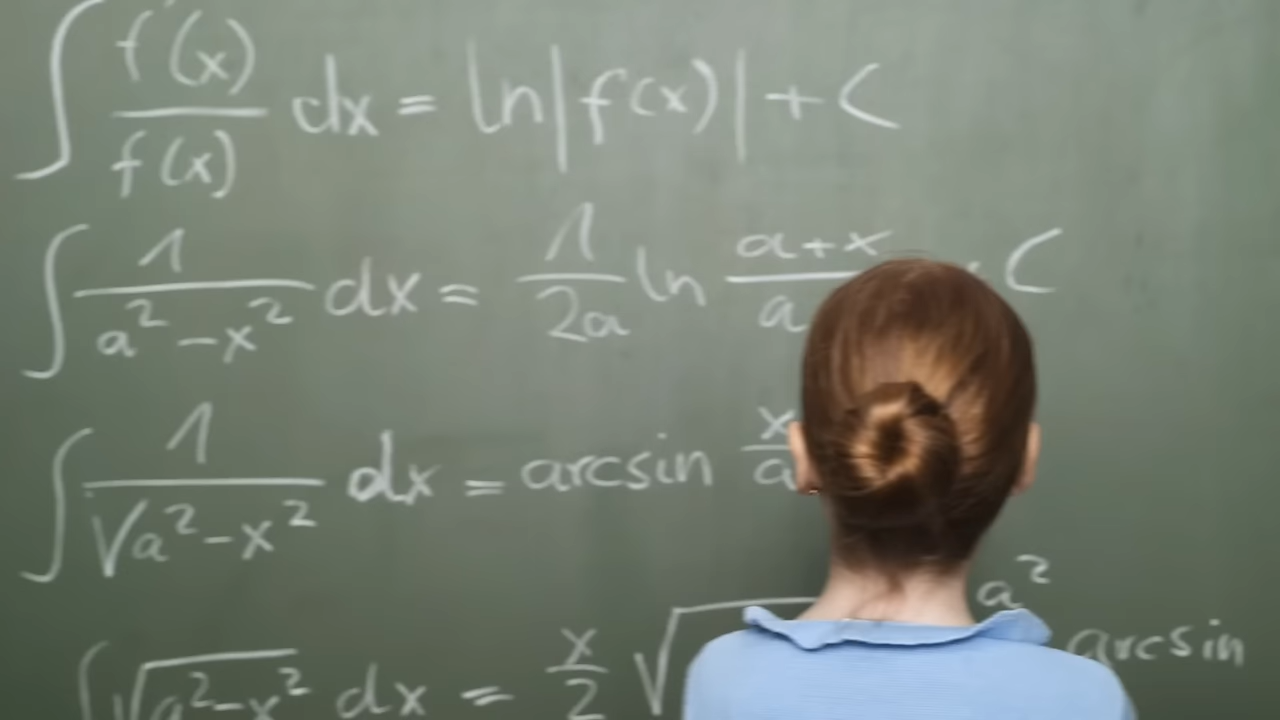 ∫ f'(x)/f(x) dx = ln|f(x)| + C
∫ 1/(a²-x²) dx = 1/(2a) ln (a+x)/a C
∫ 1/√(a²-x²) dx = arcsin x/a
∫ √(a²-x²) dx = x/2 √ a² arcsin